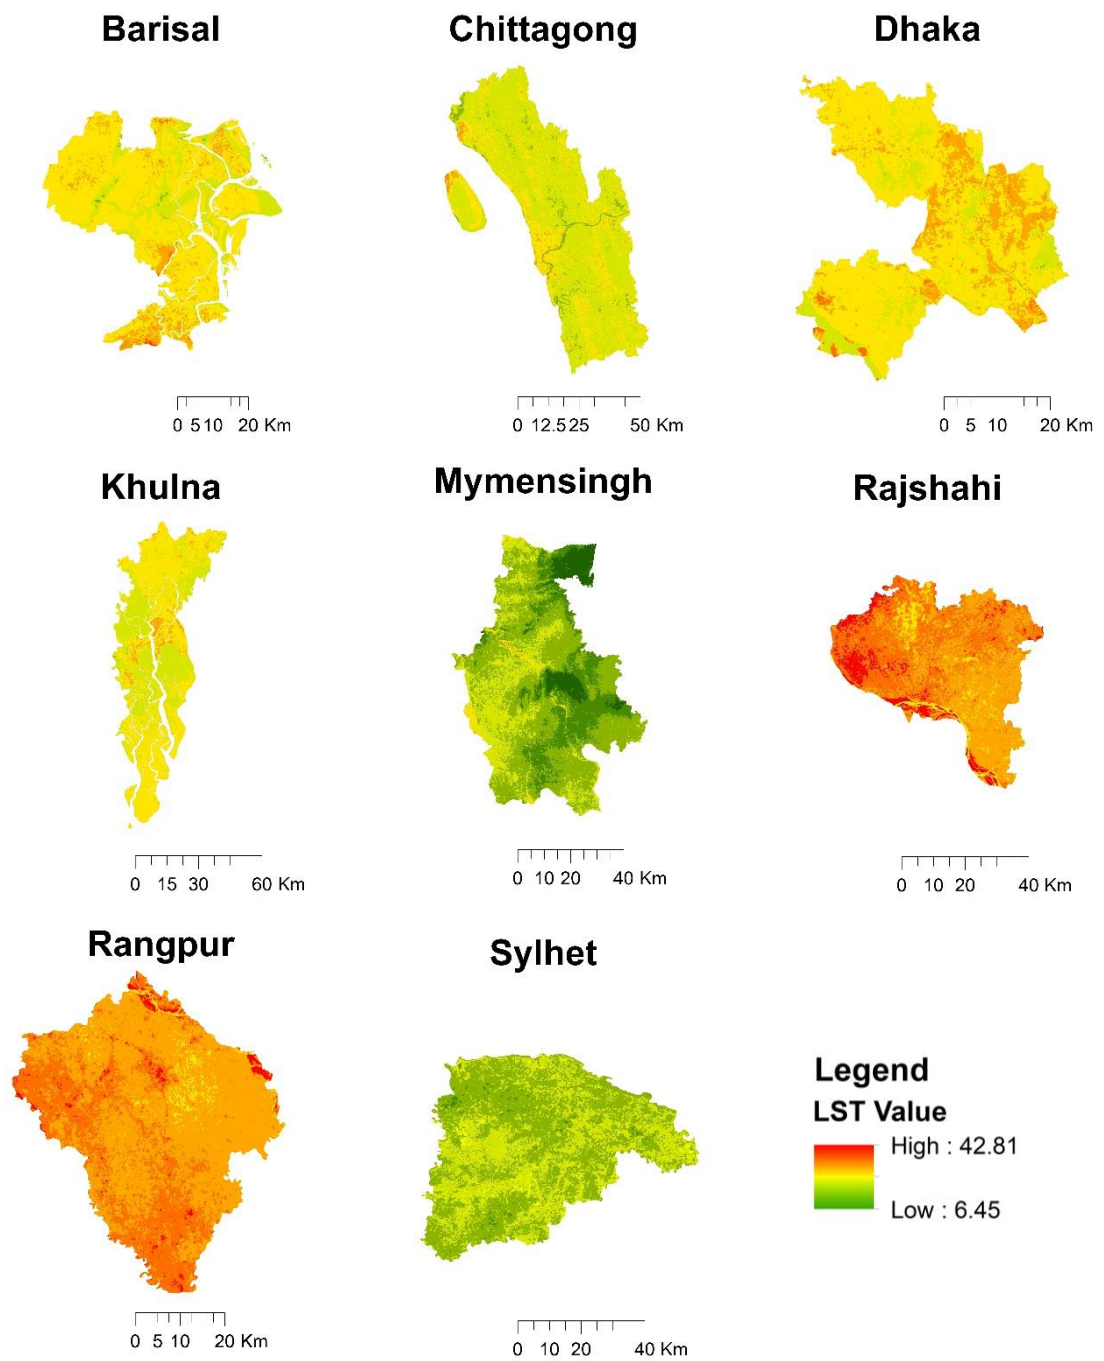 Barisal
Chittagong
Dhaka
0 5 10 20 Km
0 12.5 25 50 Km
0 5 10 20 Km
Khulna
Mymensingh
Rajshahi
0 15 30 60 Km
0 10 20 40 Km
0 10 20 40 Km
Rangpur
Sylhet
Legend
LST Value
High : 42.81
Low : 6.45
0 5 10 20 Km
0 10 20 40 Km